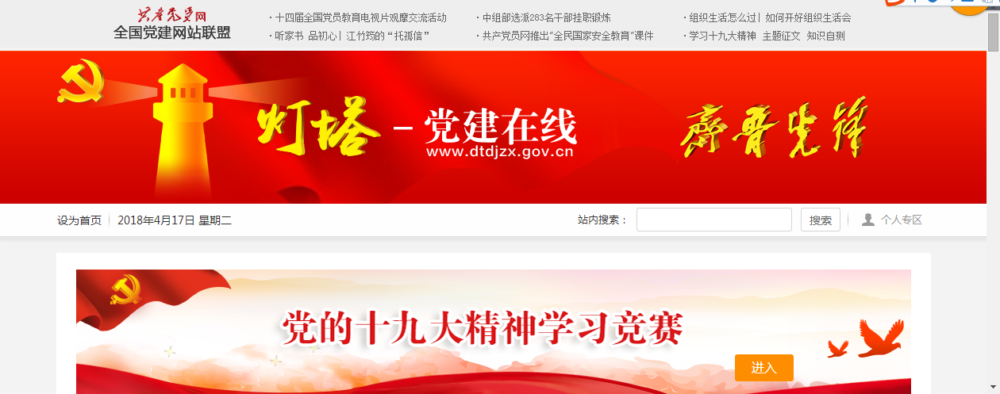 共产党员网
全国党建网站联盟
· 十四届全国党员教育电视片观摩交流活动
· 中组部选派283名干部挂职锻炼
· 组织生活怎么过| 如何开好组织生活会
· 听家书 品初心| 江竹筠的“托孤信”
· 共产党员网推出“全民国家安全教育”课件
· 学习十九大精神 主题征文 知识自测
灯塔－党建在线
www.dtdjzx.gov.cn
齐鲁先锋
设为首页
2018年4月17日 星期二
站内搜索：
搜索
个人专区
党的十九大精神学习竞赛
进入